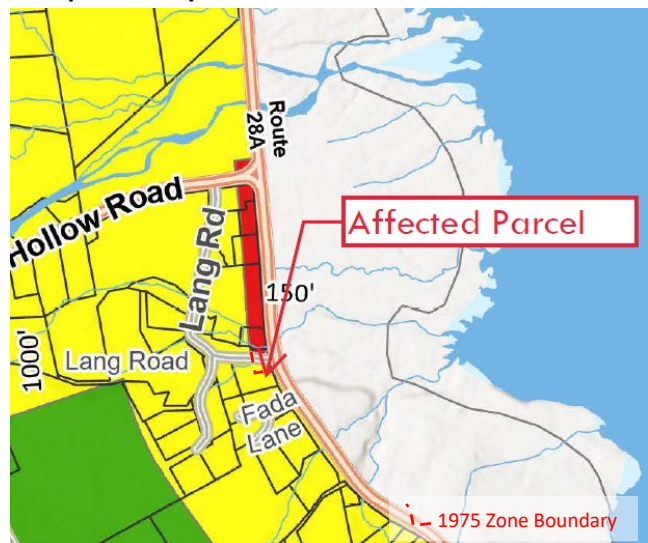 Route
28A
Hollow Road
Lang Rd
Affected Parcel
150'
1000'
Lang Road
Fada
Lane
1975 Zone Boundary